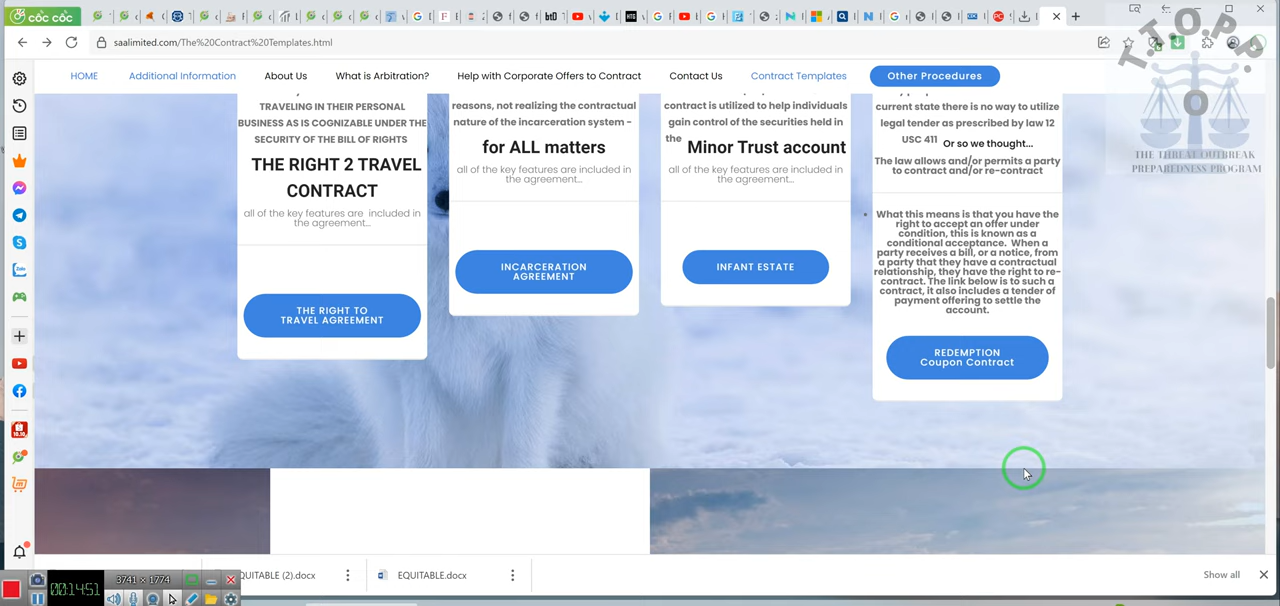 cốc cốc
saalimited.com/The%20Contract%20Templates.html
HOME
Additional Information
About Us
What is Arbitration?
Help with Corporate Offers to Contract
Contact Us
Contract Templates
Other Procedures
T.T.O.P.P.
THE THREAT OUTBREAK
PREPAREDNESS PROGRAM
TRAVELING IN THEIR PERSONAL
BUSINESS AS IS COGNIZABLE UNDER THE
SECURITY OF THE BILL OF RIGHTS
THE RIGHT 2 TRAVEL
CONTRACT
all of the key features are included in
the agreement...
THE RIGHT TO
TRAVEL AGREEMENT
reasons, not realizing the contractual
nature of the incarceration system -
for ALL matters
all of the key features are included in
the agreement...
INCARCERATION
AGREEMENT
contract is utilized to help individuals
gain control of the securities held in
the Minor Trust account
all of the key features are included in
the agreement...
INFANT ESTATE
current state there is no way to utilize
legal tender as prescribed by law 12
USC 411 Or so we thought...
The law allows and/or permits a party
to contract and/or re-contract
What this means is that you have the
right to accept an offer under
condition, this is known as a
conditional acceptance. When a
party receives a bill, or a notice, from
a party that they have a contractual
relationship, they have the right to re-
contract. The link below is to such a
contract, it also includes a tender of
payment offering to settle the
account.
REDEMPTION
Coupon Contract
QUITABLE (2).docx
EQUITABLE.docx
Show all
00:14:51
3741 × 1774